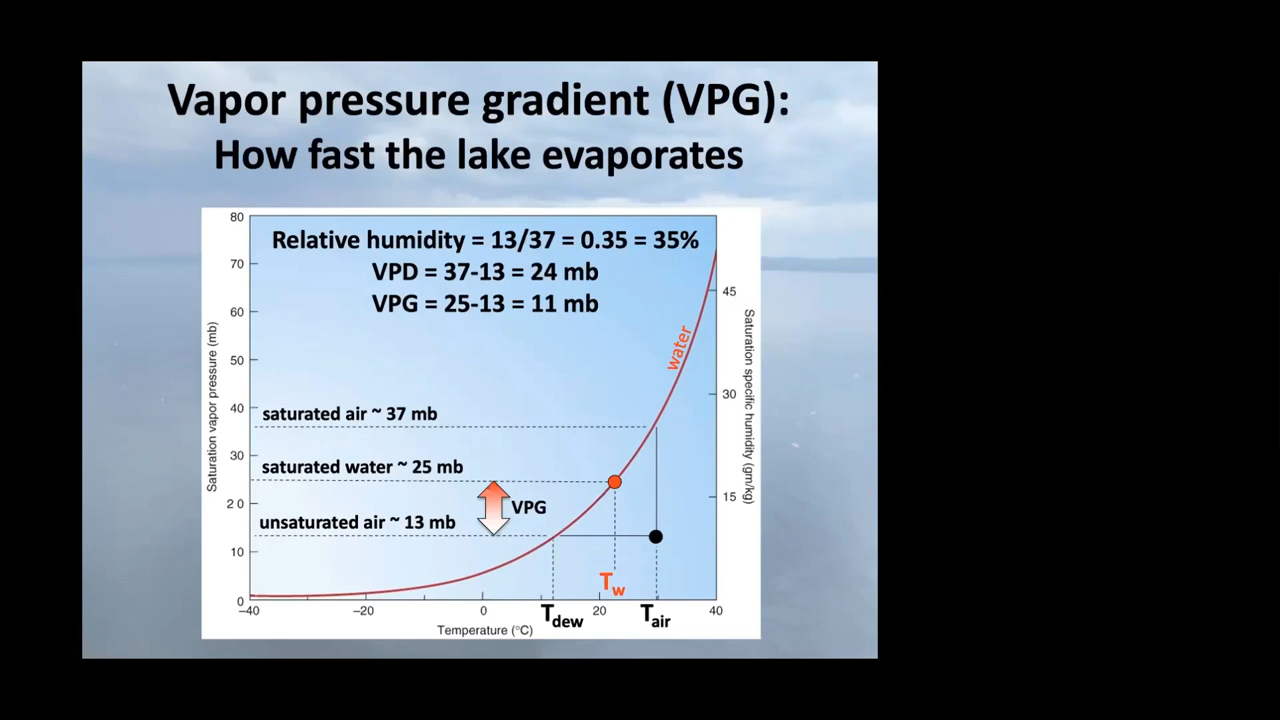 Vapor pressure gradient (VPG):
How fast the lake evaporates
Relative humidity = 13/37 = 0.35 = 35%
VPD = 37-13 = 24 mb
VPG = 25-13 = 11 mb
80
70
60
50
40
30
20
10
0
Saturation vapor pressure (mb)
saturated air ~ 37 mb
saturated water ~ 25 mb
unsaturated air ~ 13 mb
VPG
water
45
30
15
Saturation specific humidity (gm/kg)
Tw
–40
–20
0
20
40
Tdew
Tair
Temperature (°C)